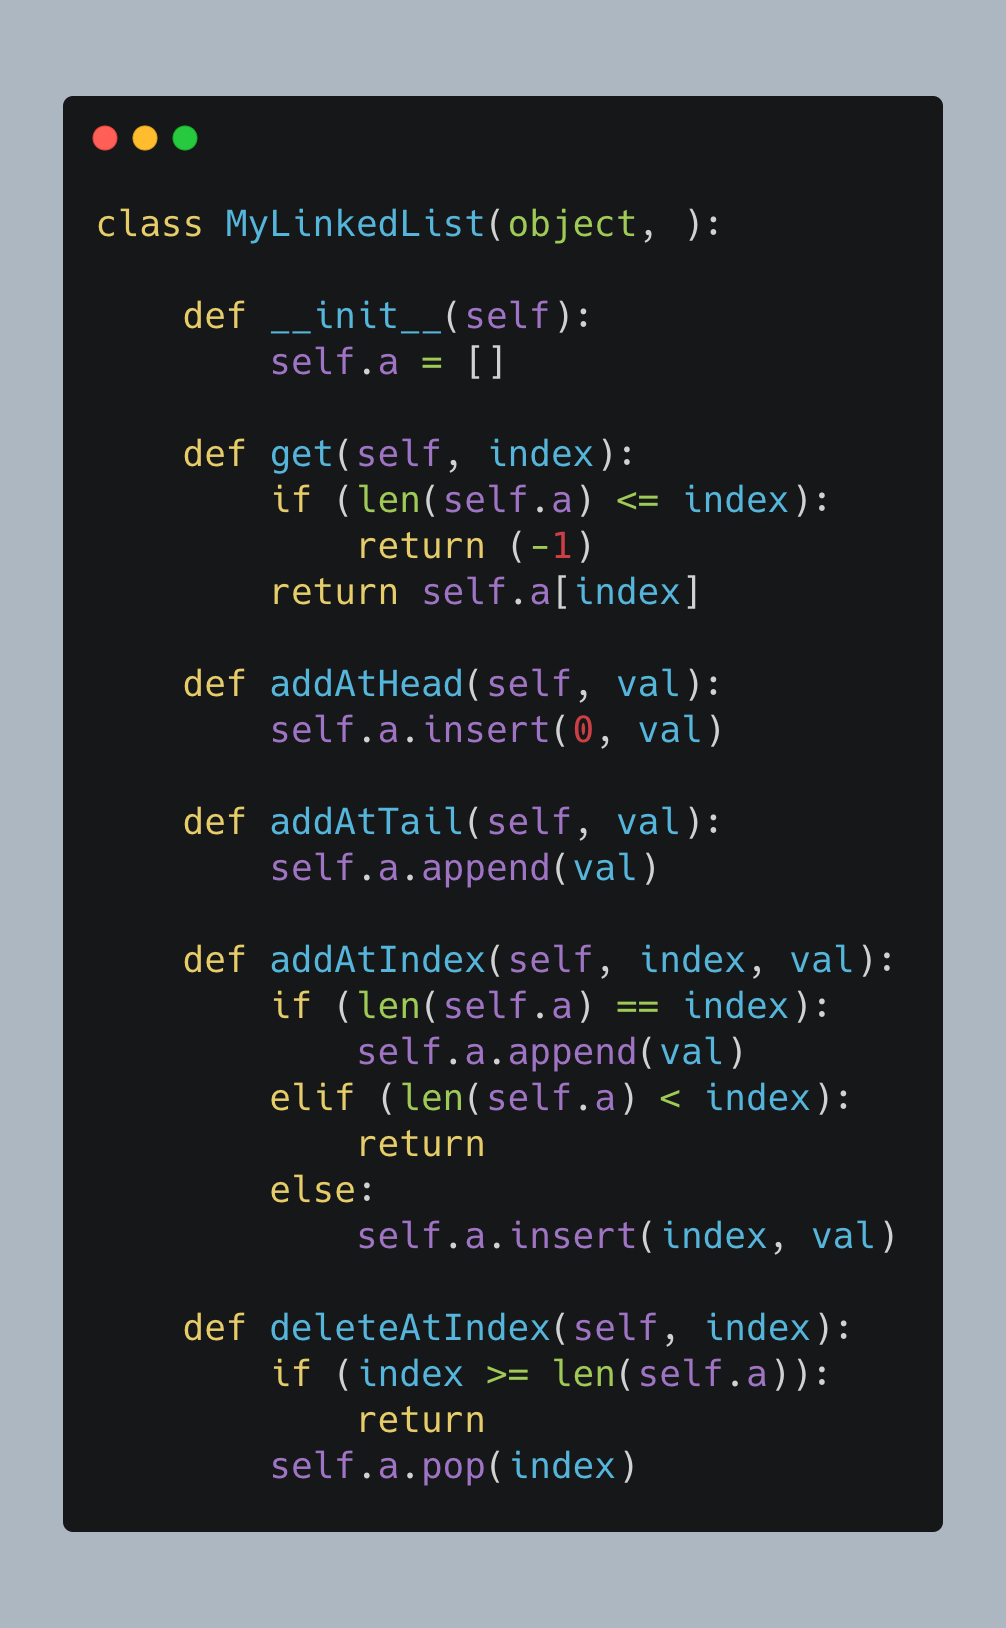 class MyLinkedList(object, ):
    def __init__(self):
        self.a = []
    def get(self, index):
        if (len(self.a) <= index):
            return (-1)
        return self.a[index]
    def addAtHead(self, val):
        self.a.insert(0, val)
    def addAtTail(self, val):
        self.a.append(val)
    def addAtIndex(self, index, val):
        if (len(self.a) == index):
            self.a.append(val)
        elif (len(self.a) < index):
            return
        else:
            self.a.insert(index, val)
    def deleteAtIndex(self, index):
        if (index >= len(self.a)):
            return
        self.a.pop(index)